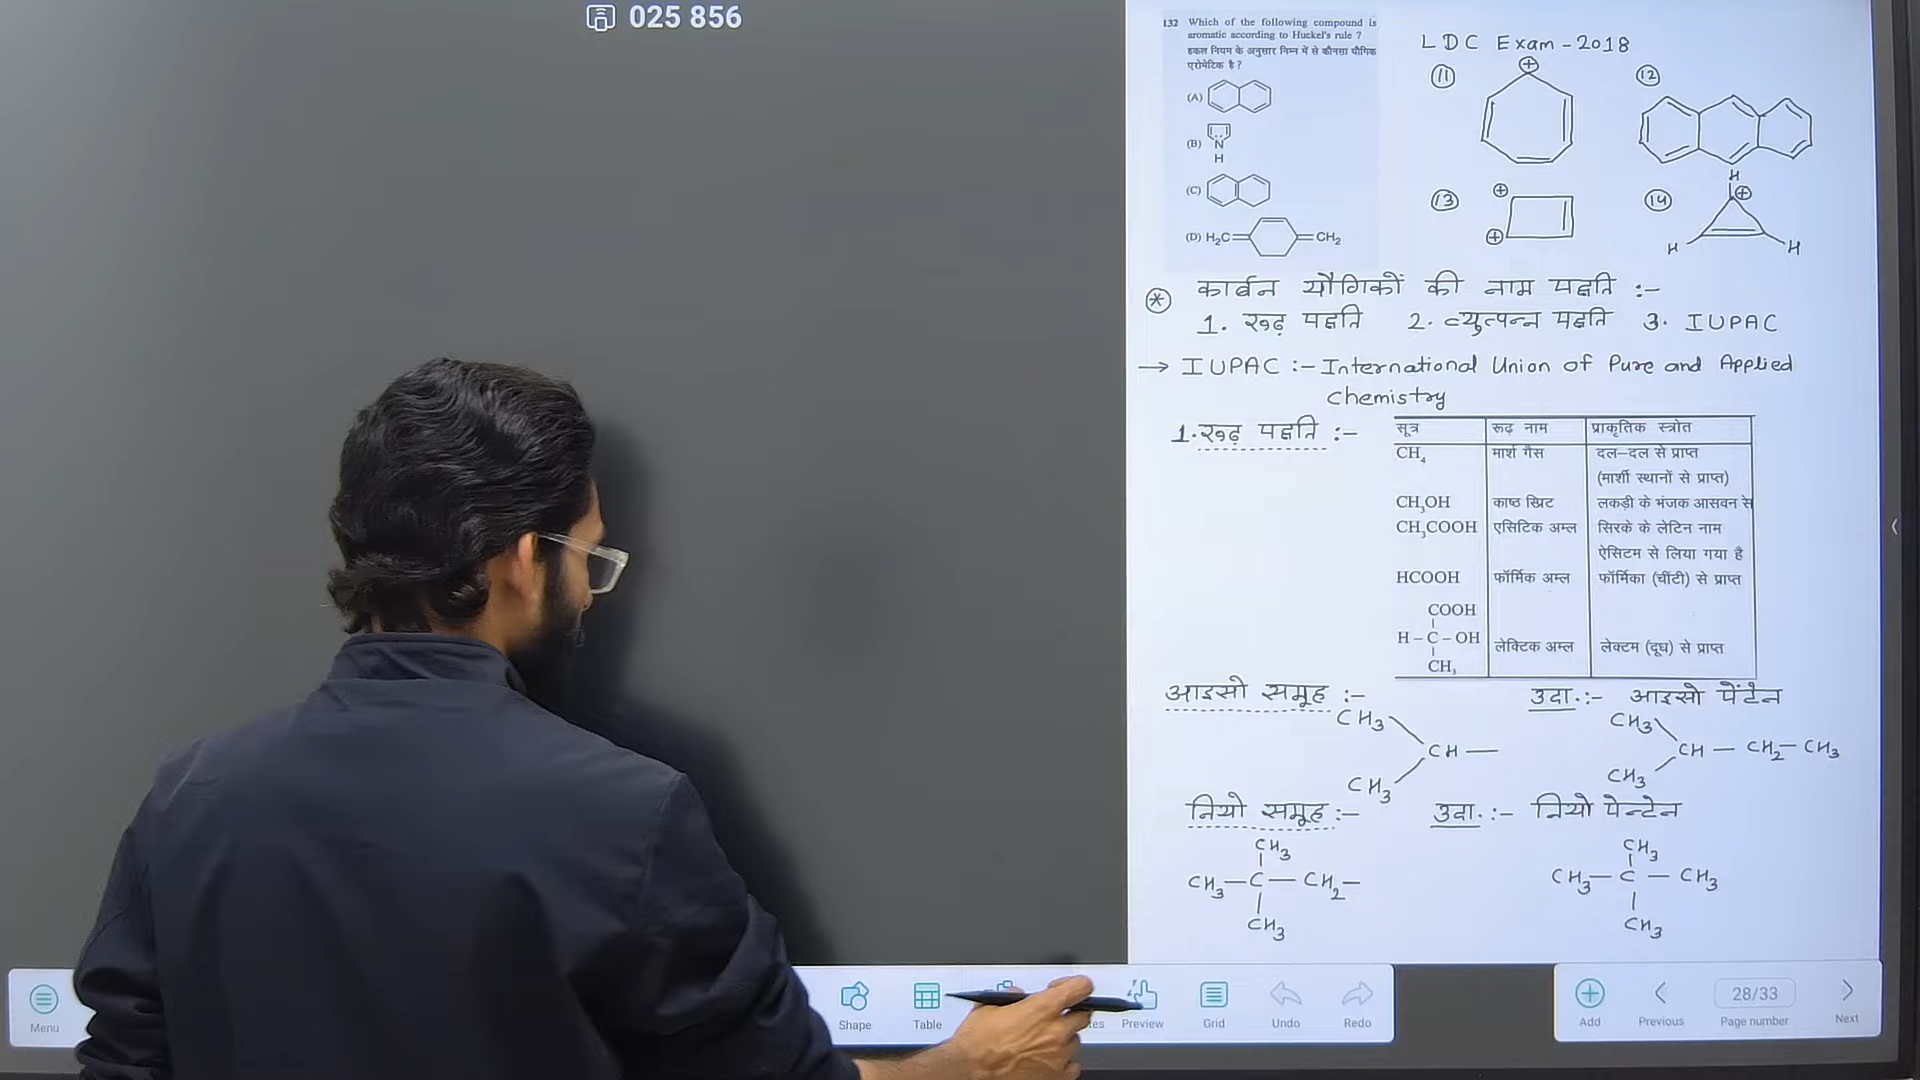 025 856
132 Which of the following compound is
aromatic according to Huckel's rule ?
हकल नियम के अनुसार निम्न में से कौनसा यौगिक
एरोमेटिक है ?
(A)
(B) N
H
(C)
(D) H₂C CH₂
LDC Exam - 2018
11 ⊕
12
13 ⊕
⊕
14 H ⊕
H H
* कार्बन यौगिकों की नाम पद्धति :-
1. रूढ़ पद्धति 2. व्युत्पन्न पद्धति 3. IUPAC
→ IUPAC :- International Union of Pure and Applied
Chemistry
1. रूढ़ पद्धति :-
सूत्र रूढ़ नाम प्राकृतिक स्त्रोत
CH₄ मार्श गैस दल-दल से प्राप्त
(मार्शी स्थानों से प्राप्त)
CH₃OH काष्ठ स्प्रिट लकड़ी के भंजक आसवन से
CH₃COOH एसिटिक अम्ल सिरके के लेटिन नाम
ऐसिटम से लिया गया है
HCOOH फॉर्मिक अम्ल फॉर्मिका (चींटी) से प्राप्त
COOH
H – C – OH लेक्टिक अम्ल लेक्टम (दूध) से प्राप्त
CH₃
आइसो समूह :- उदा. :- आइसो पेंटेन
CH₃ CH₃
CH — CH — CH₂ — CH₃
CH₃ CH₃
नियो समूह :- उदा. :- नियो पेन्टेन
CH₃ CH₃
CH₃ — C — CH₂ — CH₃ — C — CH₃
CH₃ CH₃
Menu Shape Table Preview Grid Undo Redo Add Previous 28/33 Page number Next